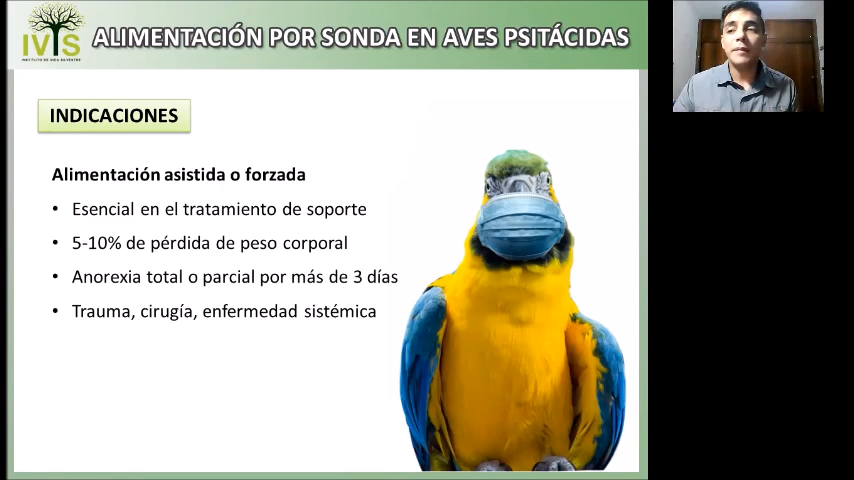 IVIS
INSTITUTO DE VIDA SILVESTRE
ALIMENTACIÓN POR SONDA EN AVES PSITÁCIDAS
INDICACIONES
Alimentación asistida o forzada
• Esencial en el tratamiento de soporte
• 5-10% de pérdida de peso corporal
• Anorexia total o parcial por más de 3 días
• Trauma, cirugía, enfermedad sistémica